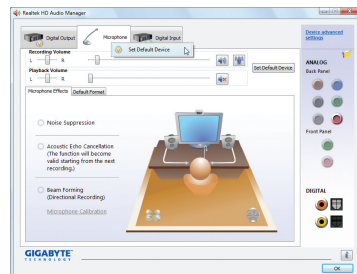 Realtek HD Audio Manager
Digital Output
Microphone
Digital Input
Set Default Device
Device advanced
settings
Recording Volume
L
R
Set Default Device
Playback Volume
L
R
Microphone Effects
Default Format
Noise Suppression
Acoustic Echo Cancellation
(The function will become
valid starting from the next
recording.)
Beam Forming
(Directional Recording)
Microphone Calibration
ANALOG
Back Panel
Front Panel
DIGITAL
GIGABYTE
TECHNOLOGY
i
OK